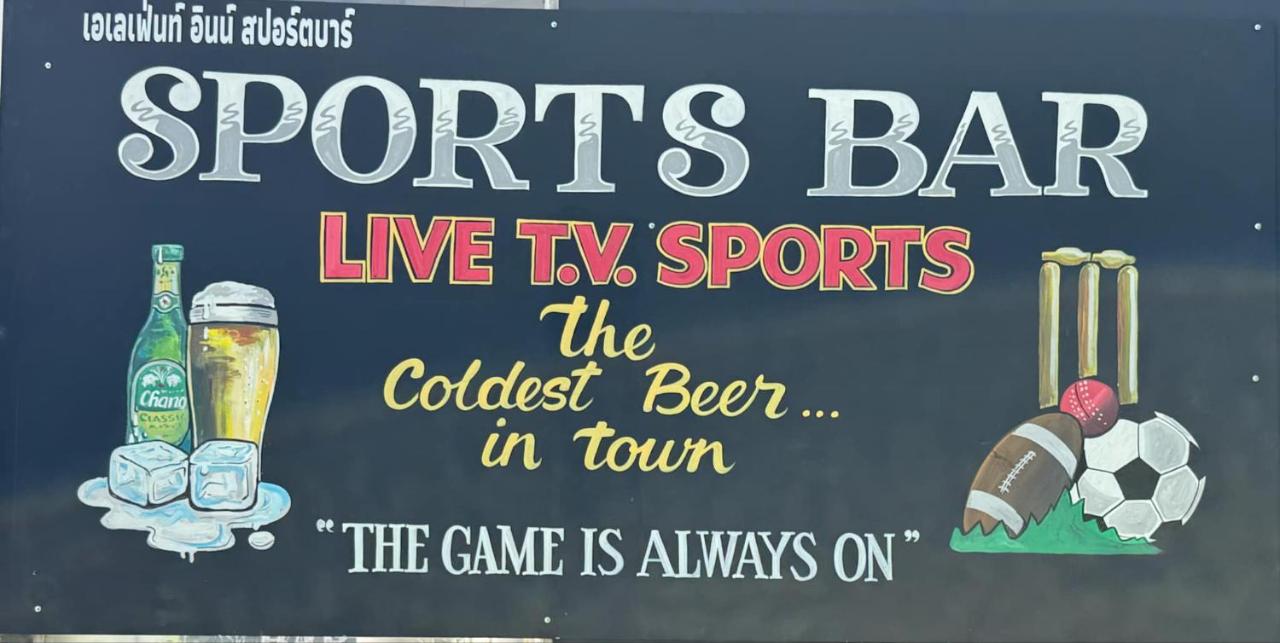 เอเลเฟ่นท์ อินน์ สปอร์ตบาร์
SPORTS BAR
LIVE T.V. SPORTS
the
Coldest Beer...
in town
Chang
CLASSIC
"THE GAME IS ALWAYS ON"